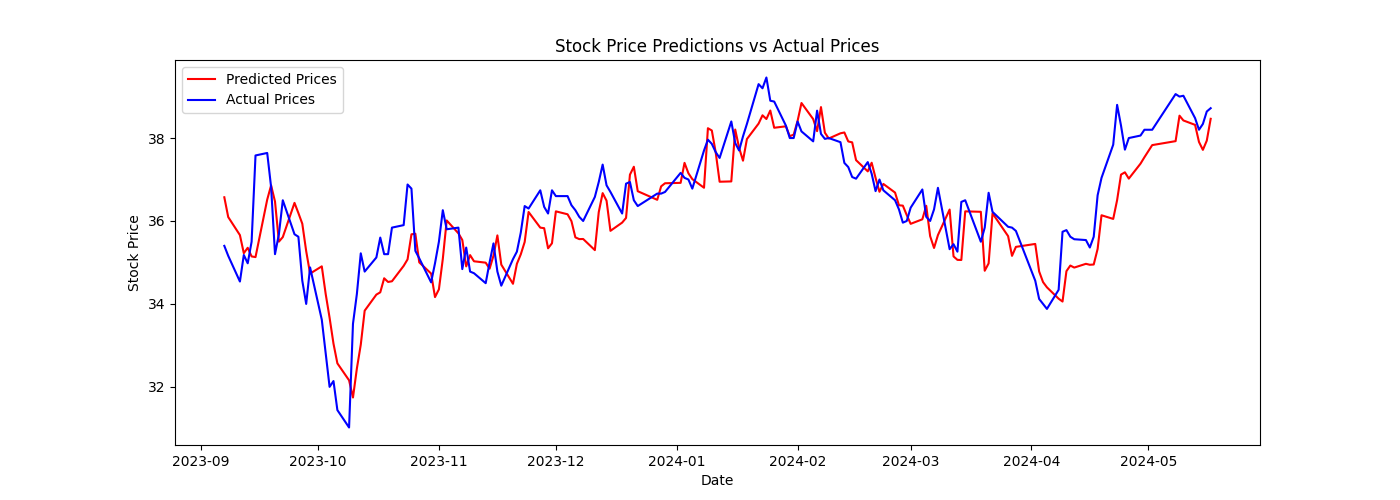 Stock Price Predictions vs Actual Prices
Predicted Prices
Actual Prices
Stock Price
38
36
34
32
2023-09
2023-10
2023-11
2023-12
2024-01
2024-02
2024-03
2024-04
2024-05
Date